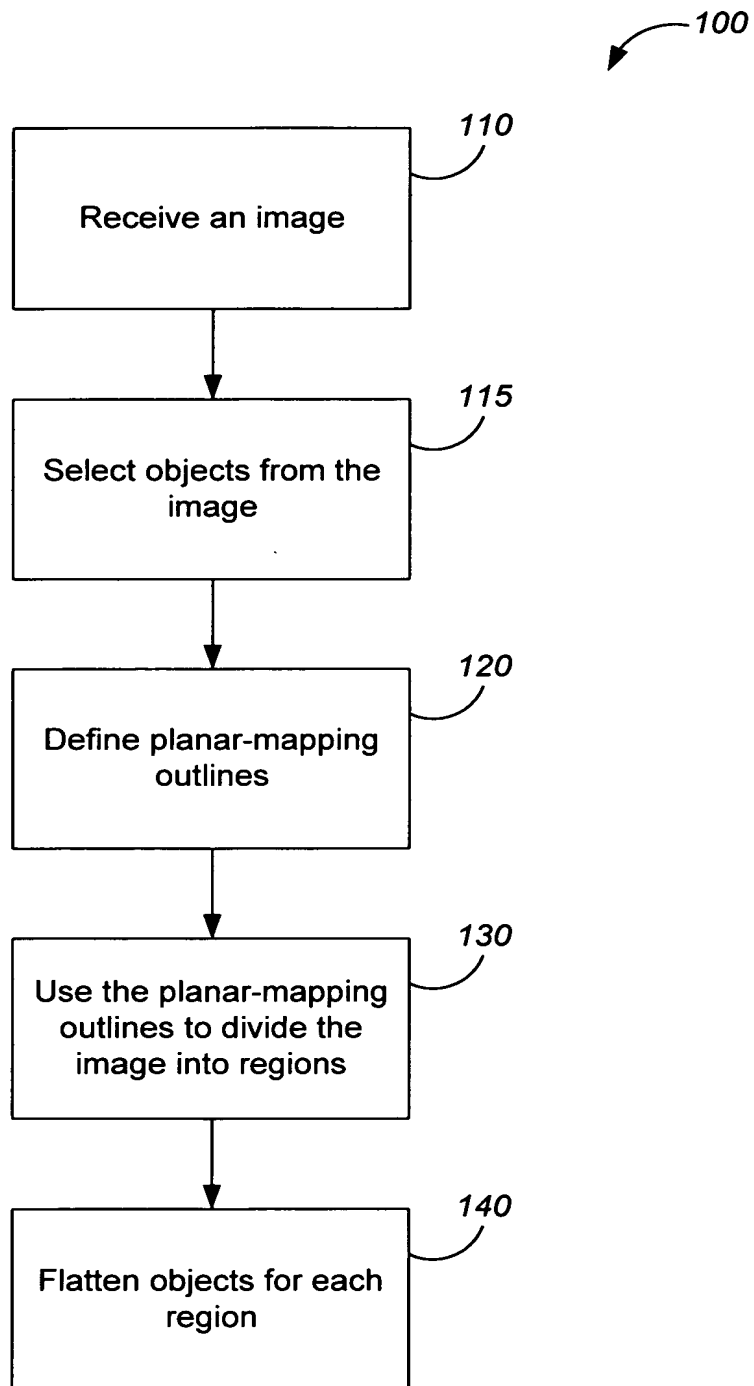 100
110
Receive an image
115
Select objects from the
image
120
Define planar-mapping
outlines
130
Use the planar-mapping
outlines to divide the
image into regions
140
Flatten objects for each
region